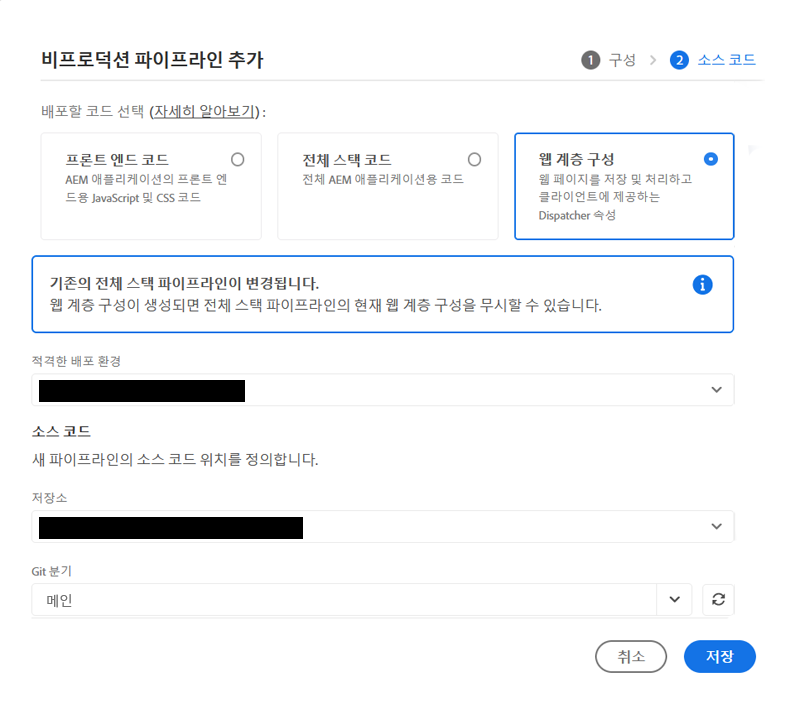 비프로덕션 파이프라인 추가
1 구성 > 2 소스 코드
배포할 코드 선택 (자세히 알아보기) :
프론트 엔드 코드
AEM 애플리케이션의 프론트 엔
드용 JavaScript 및 CSS 코드
전체 스택 코드
전체 AEM 애플리케이션용 코드
웹 계층 구성
웹 페이지를 저장 및 처리하고
클라이언트에 제공하는
Dispatcher 속성
기존의 전체 스택 파이프라인이 변경됩니다.
웹 계층 구성이 생성되면 전체 스택 파이프라인의 현재 웹 계층 구성을 무시할 수 있습니다.
적격한 배포 환경
소스 코드
새 파이프라인의 소스 코드 위치를 정의합니다.
저장소
Git 분기
메인
취소
저장